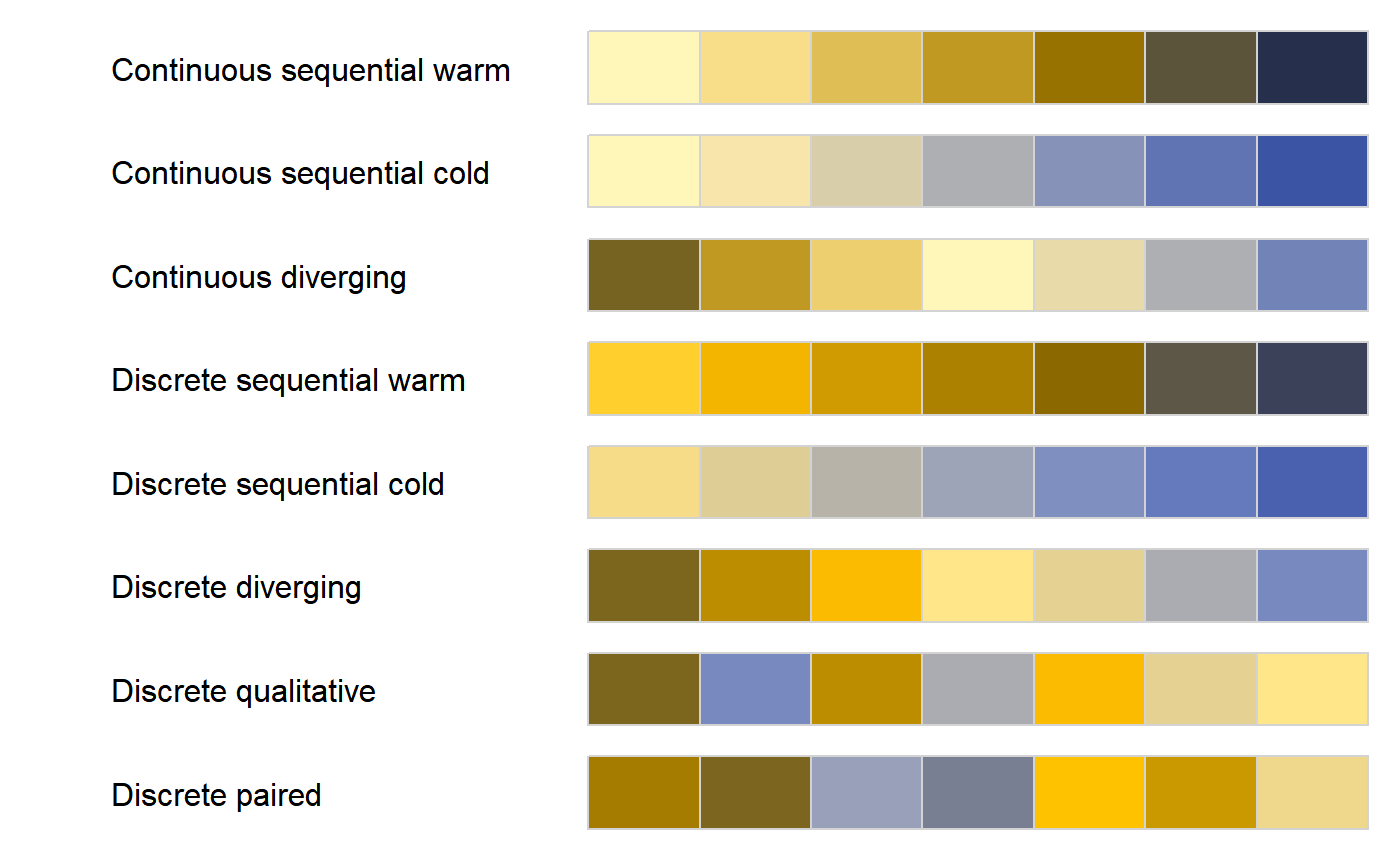 Continuous sequential warm
Continuous sequential cold
Continuous diverging
Discrete sequential warm
Discrete sequential cold
Discrete diverging
Discrete qualitative
Discrete paired